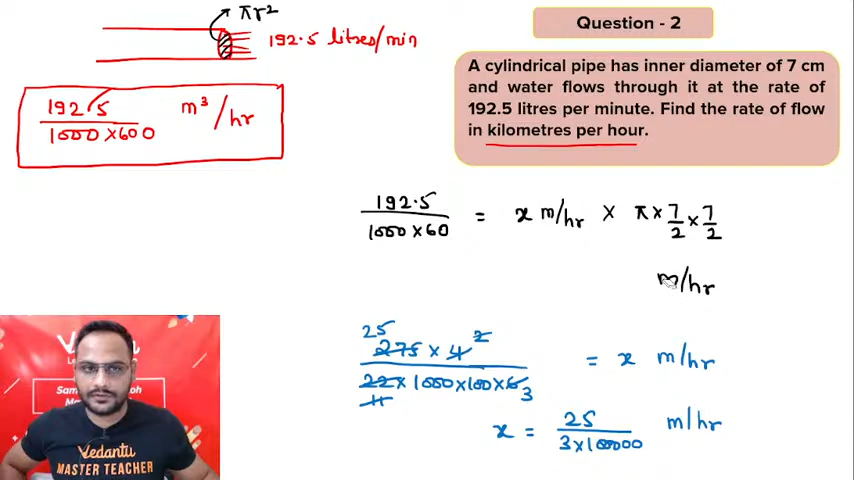 πr²
192.5 litres/min
192.5 / 1000×600 m³/hr
Question - 2
A cylindrical pipe has inner diameter of 7 cm
and water flows through it at the rate of
192.5 litres per minute. Find the rate of flow
in kilometres per hour.
192.5 / 1000×60 = x m/hr × π × 7/2 × 7/2
m/hr
25 2
275 × 4
22 × 1000 × 100 × 6 = x m/hr
11 3
x = 25 / 3×100000 m/hr
Vedantu
MASTER TEACHER